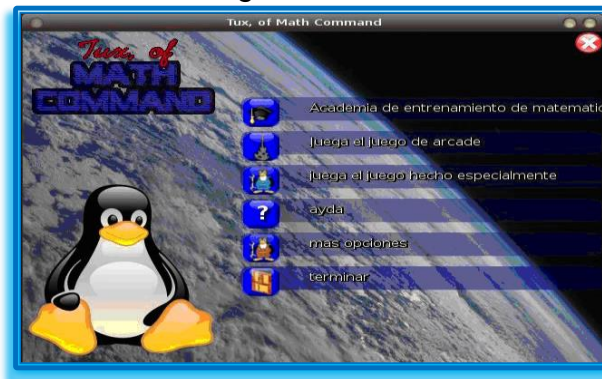 Tux, of Math Command
Tux, of
MATH
COMMAND
Academia de entrenamiento de matematic
juega el juego de arcade
juega el juego hecho especialmente
ayda
mas opciones
terminar